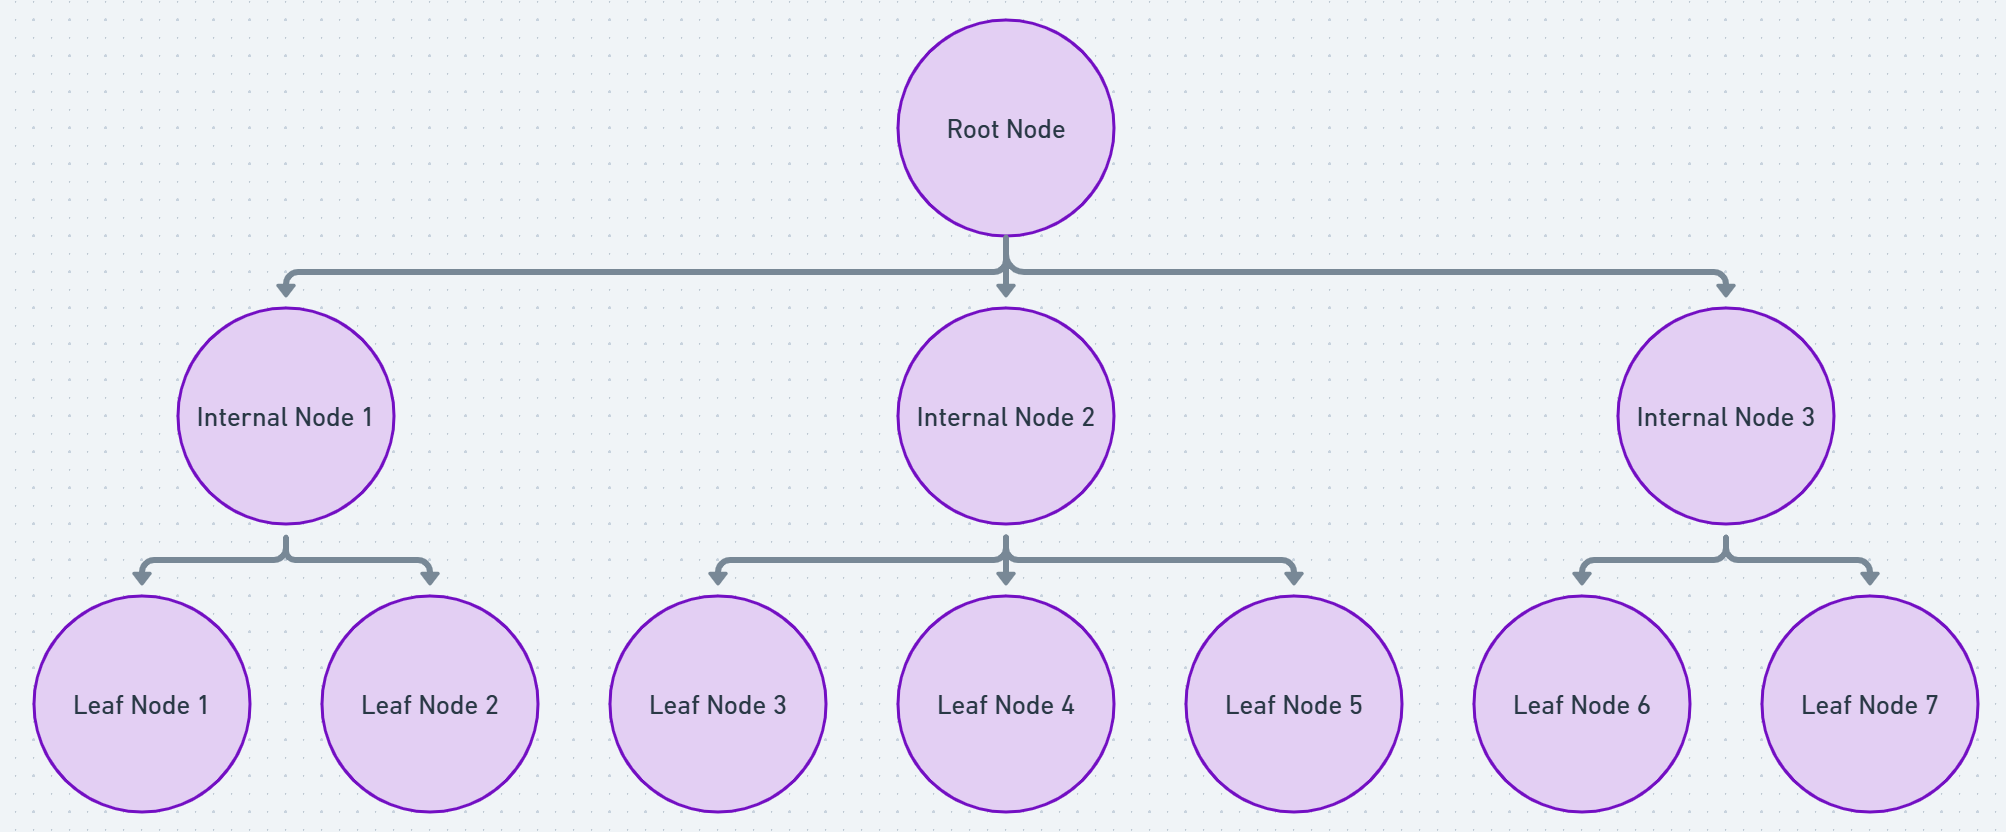 Root Node
Internal Node 1
Internal Node 2
Internal Node 3
Leaf Node 1
Leaf Node 2
Leaf Node 3
Leaf Node 4
Leaf Node 5
Leaf Node 6
Leaf Node 7